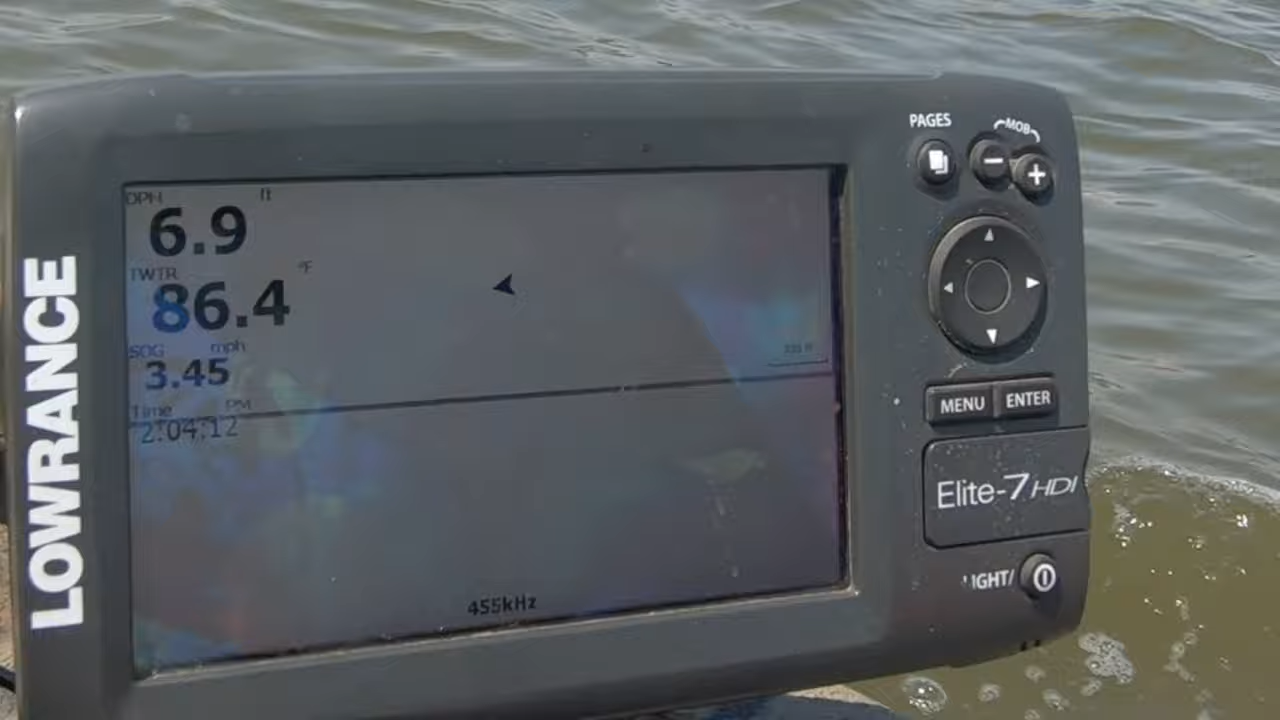 LOWRANCE
DPH ft
6.9
TWTR °F
86.4
SOG mph
3.45
Time PM
2:04:12
455kHz
PAGES
MOB
MENU
ENTER
Elite-7 HDI
LIGHT/